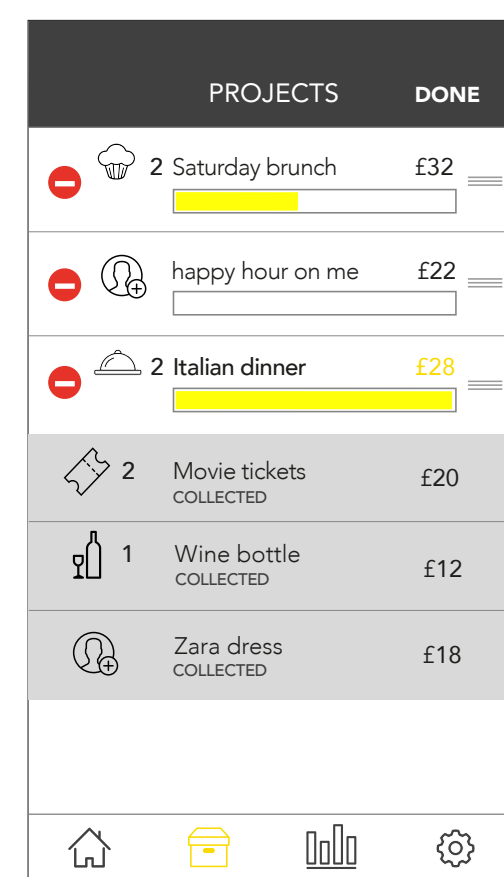 PROJECTS DONE
2 Saturday brunch £32
happy hour on me £22
2 Italian dinner £28
2 Movie tickets £20
COLLECTED
1 Wine bottle £12
COLLECTED
Zara dress £18
COLLECTED